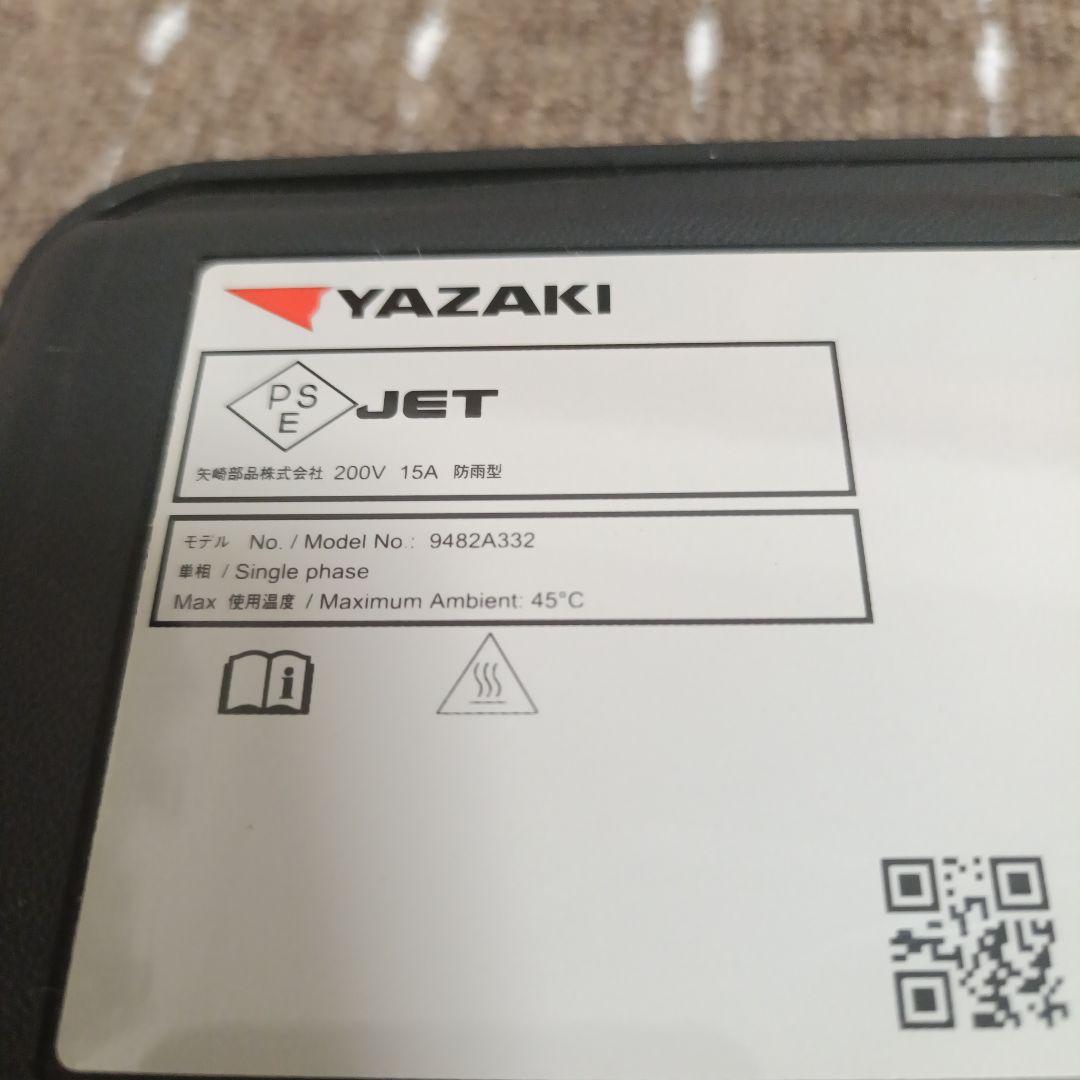 YAZAKI
PSE JET
矢崎部品株式会社 200V 15A 防雨型
モデル No. / Model No.: 9482A332
単相 / Single phase
Max 使用温度 / Maximum Ambient: 45°C